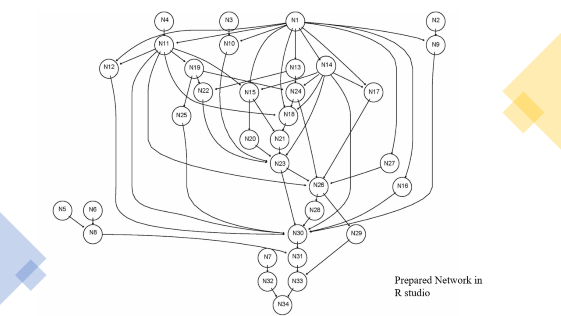 N4
N3
N1
N2
N11
N10
N9
N12
N19
N13
N14
N22
N15
N24
N17
N25
N18
N20
N21
N23
N27
N26
N16
N5
N6
N28
N8
N30
N29
N7
N31
N32
N33
N34
Prepared Network in
R studio